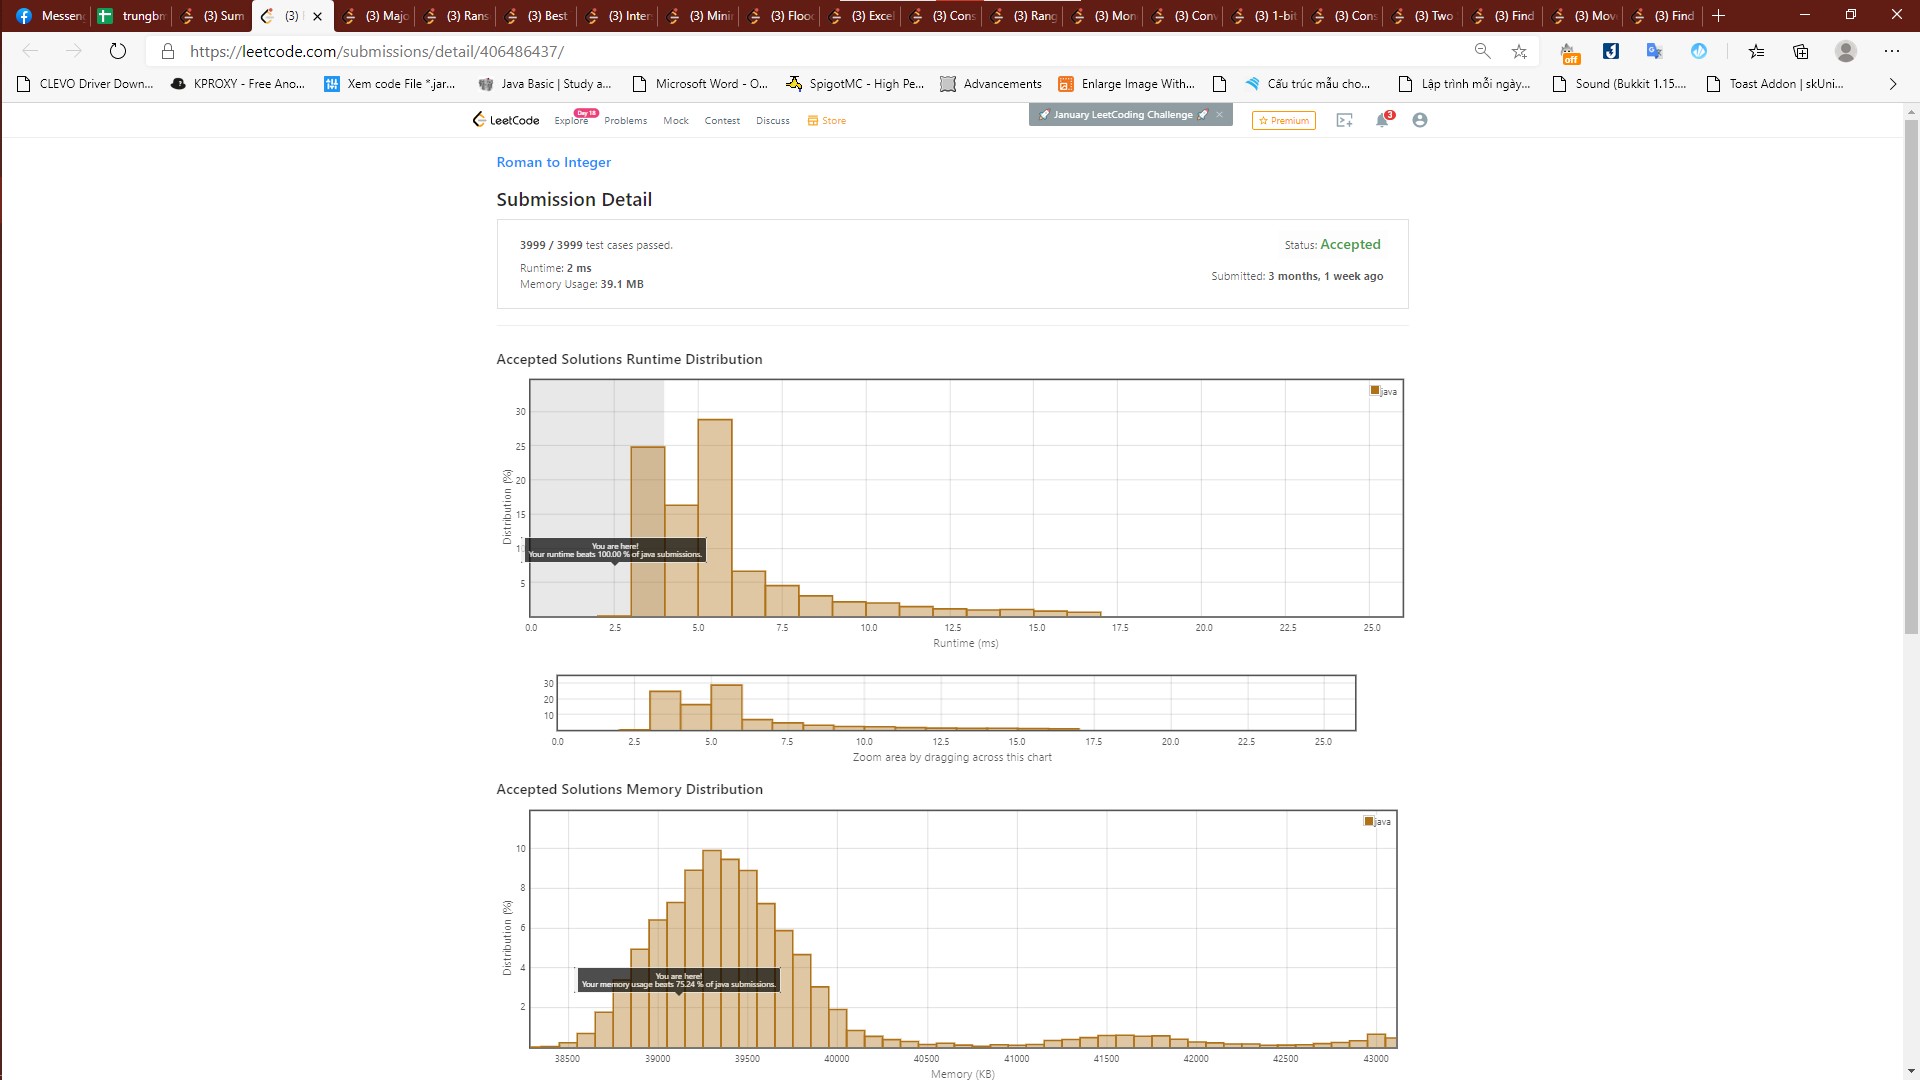 Messen
trungbr
(3) Sum
(3)
(3) Majo
(3) Rans
(3) Best
(3) Inter
(3) Mini
(3) Floo
(3) Excel
(3) Cons
(3) Rang
(3) Mon
(3) Con
(3) 1-bit
(3) Cons
(3) Two
(3) Find
(3) Mov
(3) Find
https://leetcode.com/submissions/detail/406486437/
off
CLEVO Driver Down...
KPROXY - Free Ano...
Xem code File *.jar...
Java Basic | Study a...
Microsoft Word - O...
SpigotMC - High Pe...
Advancements
Enlarge Image With...
Cấu trúc mẫu cho...
Lập trình mỗi ngày...
Sound (Bukkit 1.15....
Toast Addon | skUni...
LeetCode
Explore
Day 18
Problems
Mock
Contest
Discuss
Store
January LeetCoding Challenge
Premium
3
Roman to Integer
Submission Detail
3999 / 3999 test cases passed.
Status: Accepted
Runtime: 2 ms
Submitted: 3 months, 1 week ago
Memory Usage: 39.1 MB
Accepted Solutions Runtime Distribution
java
Distribution (%)
30
25
20
15
5
You are here!
Your runtime beats 100.00 % of java submissions.
0.0 2.5 5.0 7.5 10.0 12.5 15.0 17.5 20.0 22.5 25.0
Runtime (ms)
30
20
10
0.0 2.5 5.0 7.5 10.0 12.5 15.0 17.5 20.0 22.5 25.0
Zoom area by dragging across this chart
Accepted Solutions Memory Distribution
java
Distribution (%)
10
8
6
4
2
You are here!
Your memory usage beats 75.24 % of java submissions.
38500 39000 39500 40000 40500 41000 41500 42000 42500 43000
Memory (KB)